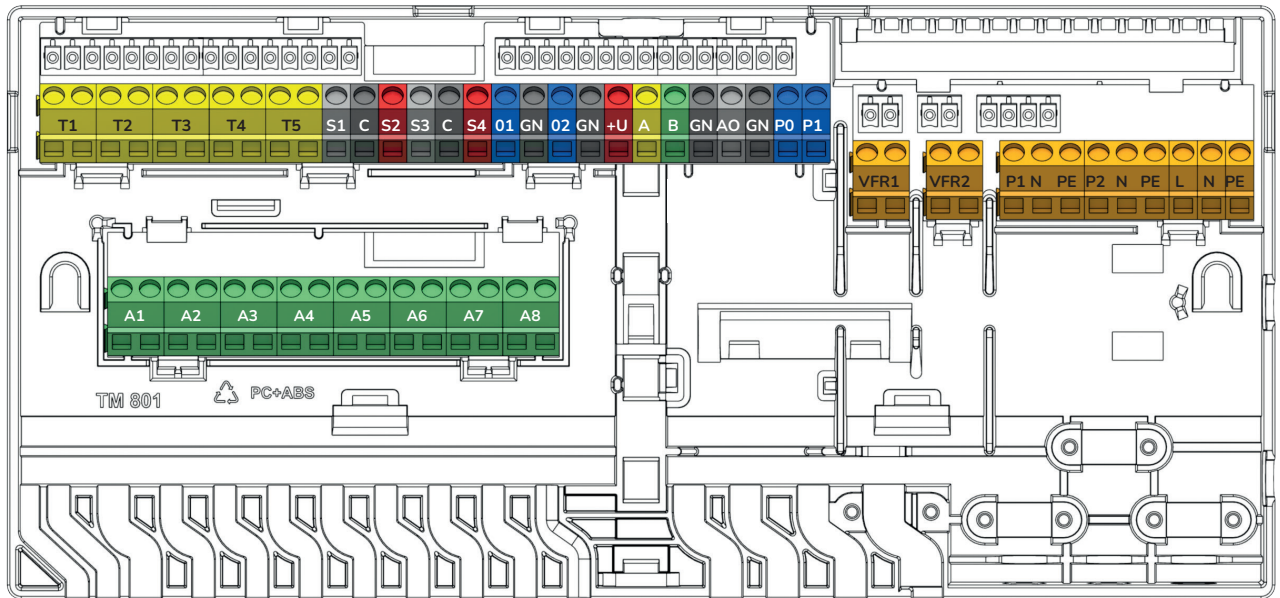 T1 T2 T3 T4 T5 S1 C S2 S3 C S4 01 GN 02 GN +U A B GN AO GN P0 P1
VFR1 VFR2 P1 N PE P2 N PE L N PE
A1 A2 A3 A4 A5 A6 A7 A8
TM 801 PC+ABS